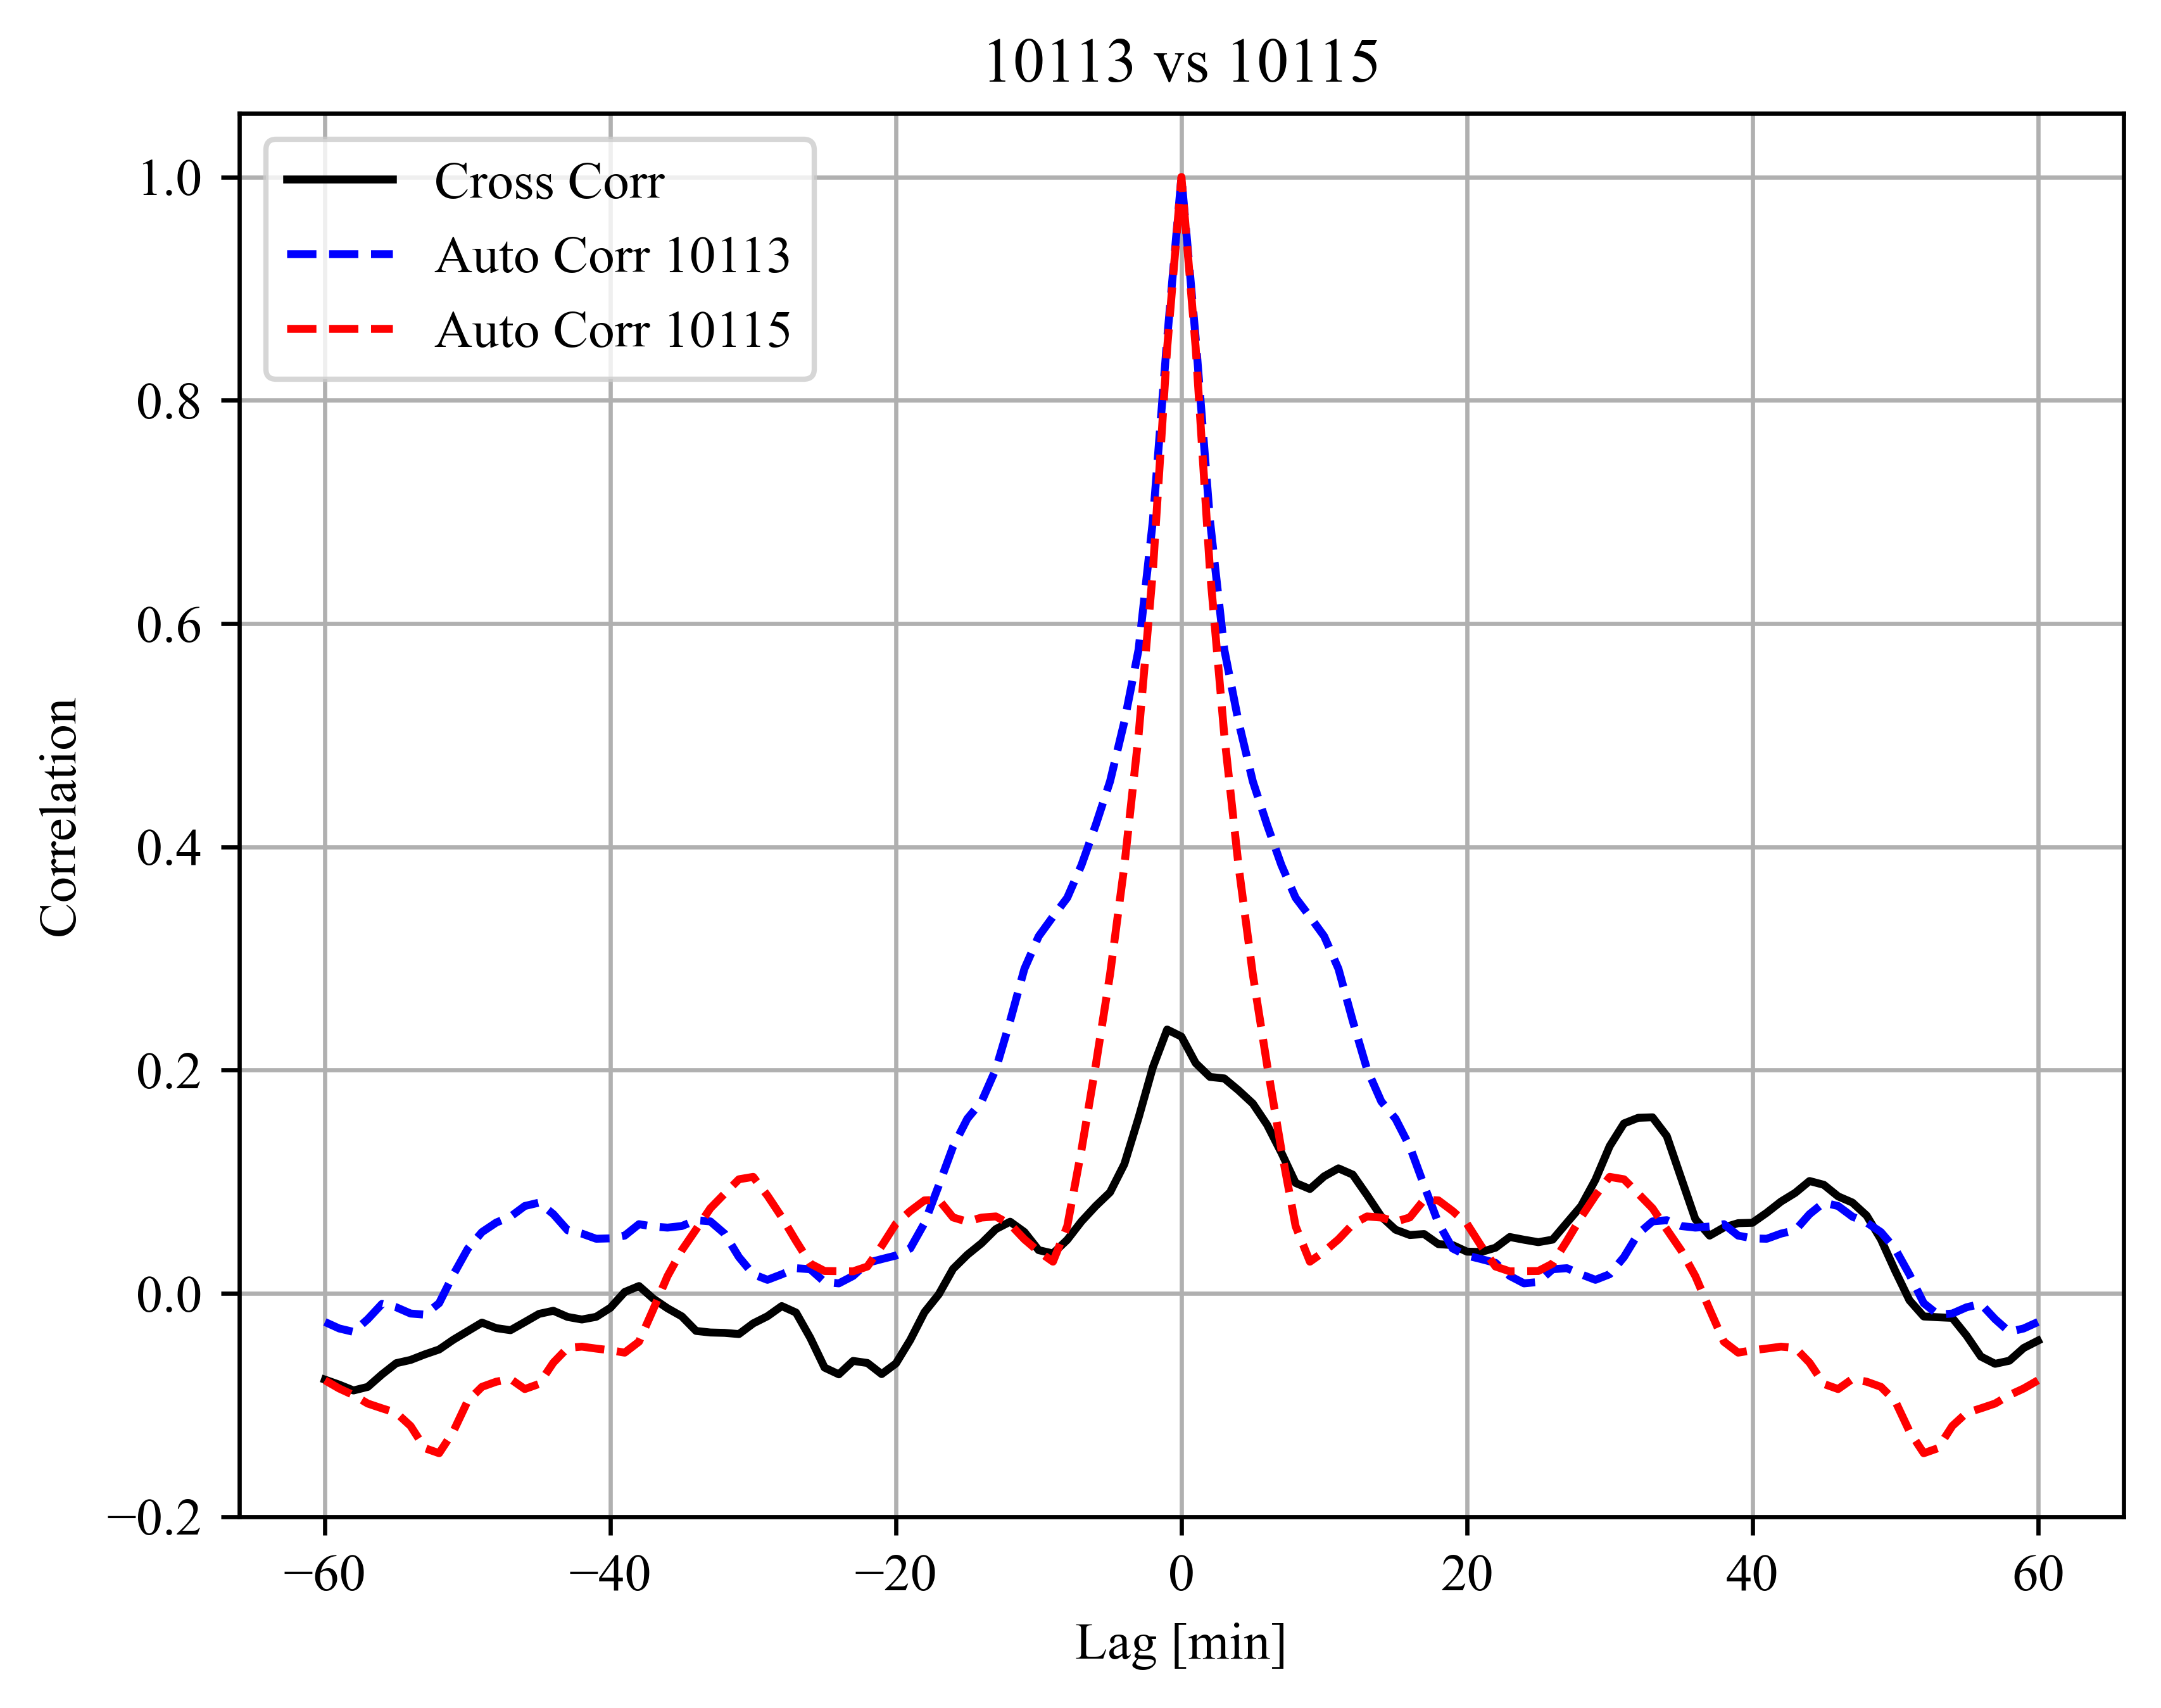 10113 vs 10115
Cross Corr
Auto Corr 10113
Auto Corr 10115
1.0
0.8
0.6
0.4
0.2
0.0
−0.2
Correlation
−60 −40 −20 0 20 40 60
Lag [min]